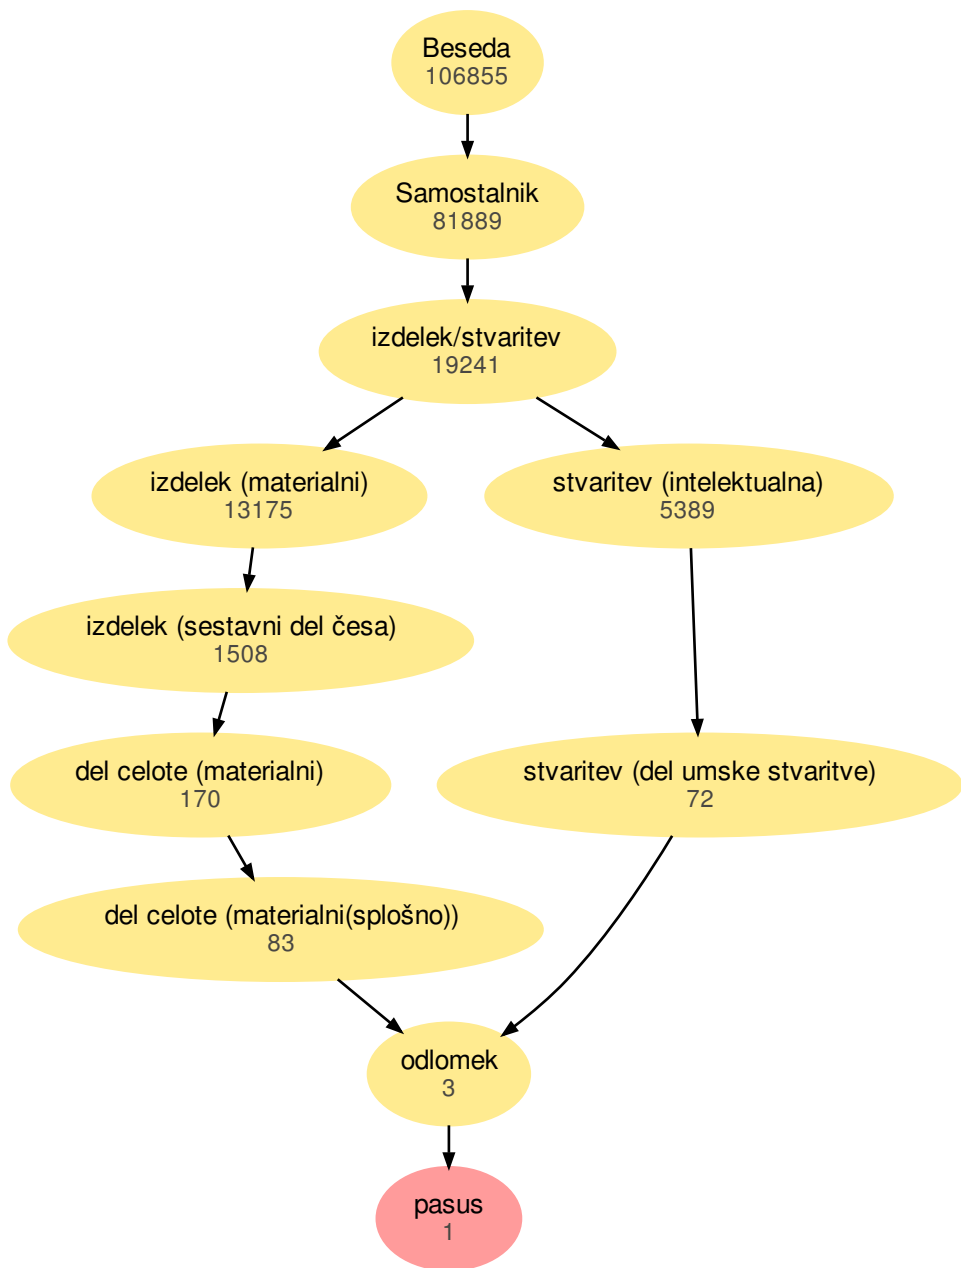 Beseda
106855
Samostalnik
81889
izdelek/stvaritev
19241
izdelek (materialni)
13175
stvaritev (intelektualna)
5389
izdelek (sestavni del česa)
1508
del celote (materialni)
170
stvaritev (del umske stvaritve)
72
del celote (materialni(splošno))
83
odlomek
3
pasus
1